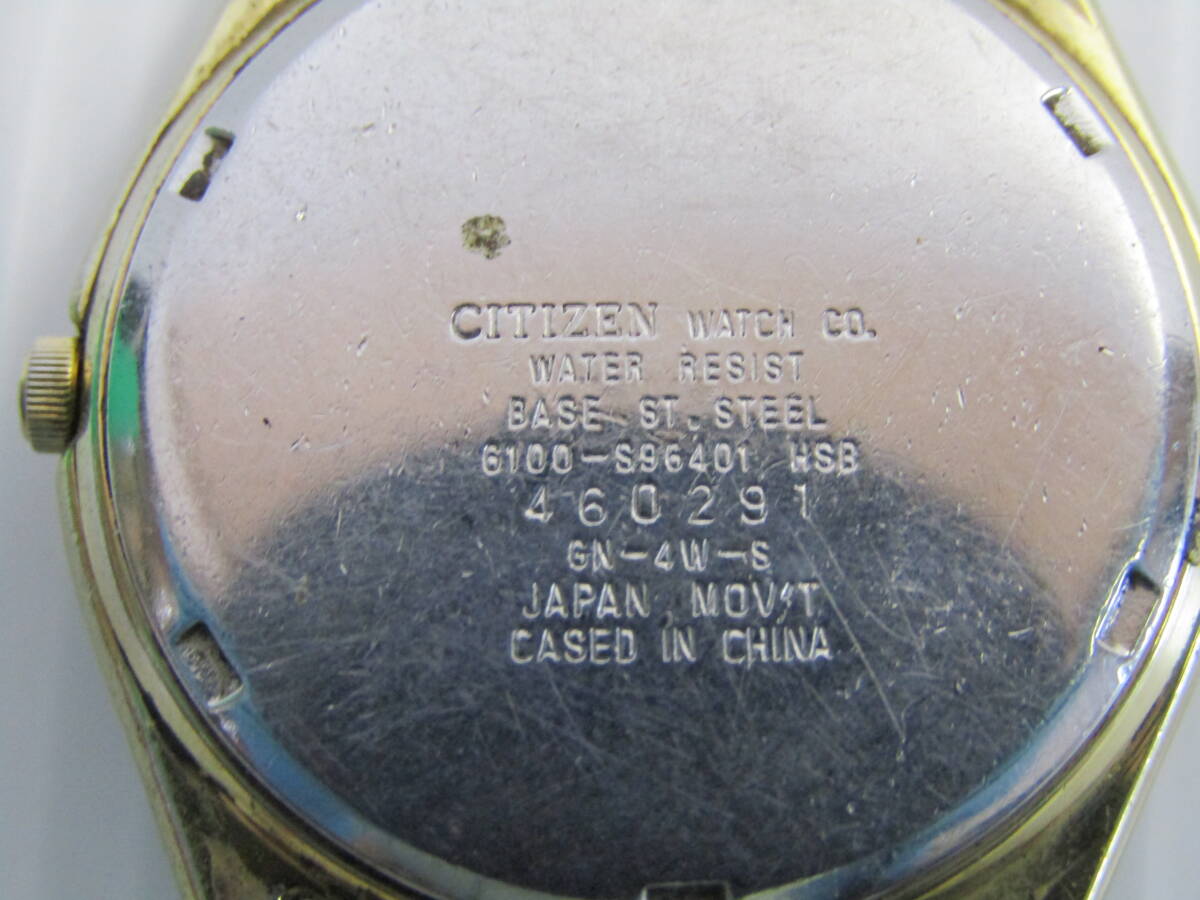 CITIZEN WATCH CO.
WATER RESIST
BASE ST. STEEL
6100-S96401 HSB
460291
GN-4W-S
JAPAN MOV'T
CASED IN CHINA